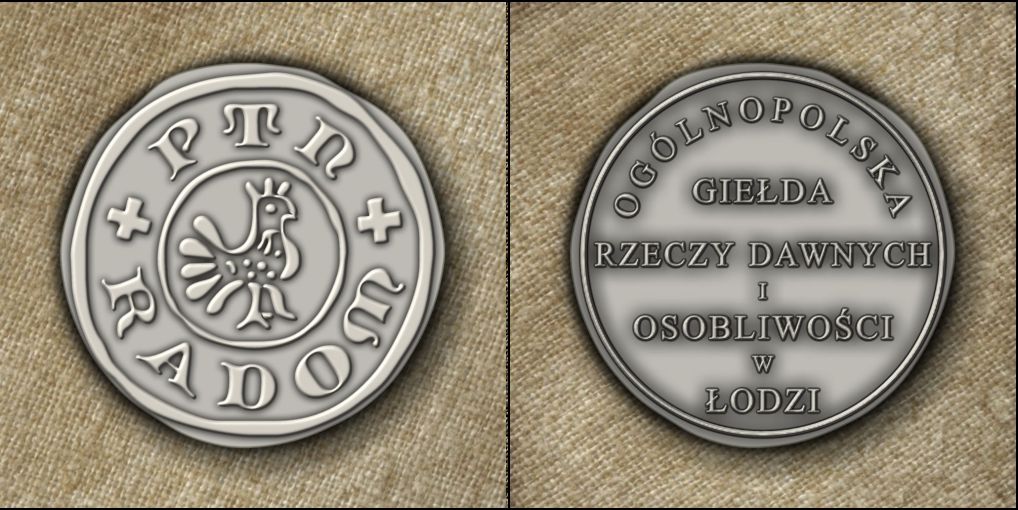 PTN
RADOM
OGÓLNOPOLSKA
GIEŁDA
RZECZY DAWNYCH
I
OSOBLIWOŚCI
W
ŁODZI